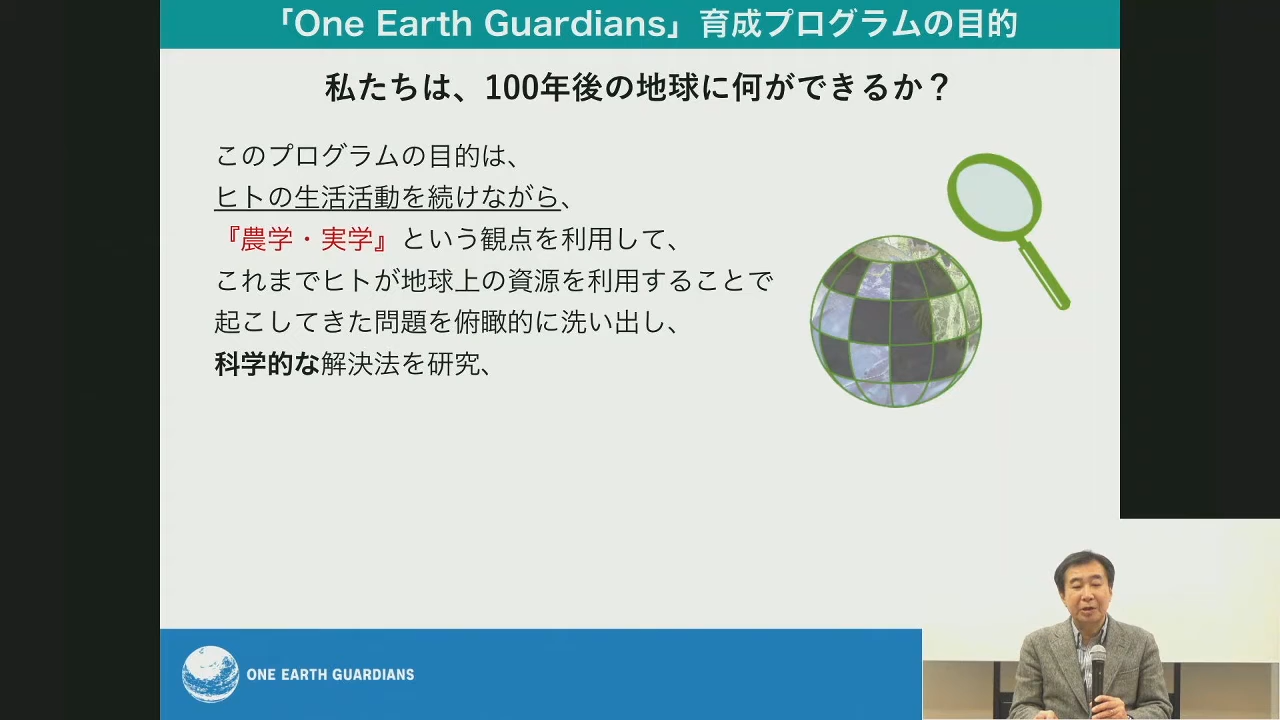 「One Earth Guardians」育成プログラムの目的
私たちは、100年後の地球に何ができるか？
このプログラムの目的は、
ヒトの生活活動を続けながら、
『農学・実学』という観点を利用して、
これまでヒトが地球上の資源を利用することで
起こしてきた問題を俯瞰的に洗い出し、
科学的な解決法を研究、
ONE EARTH GUARDIANS